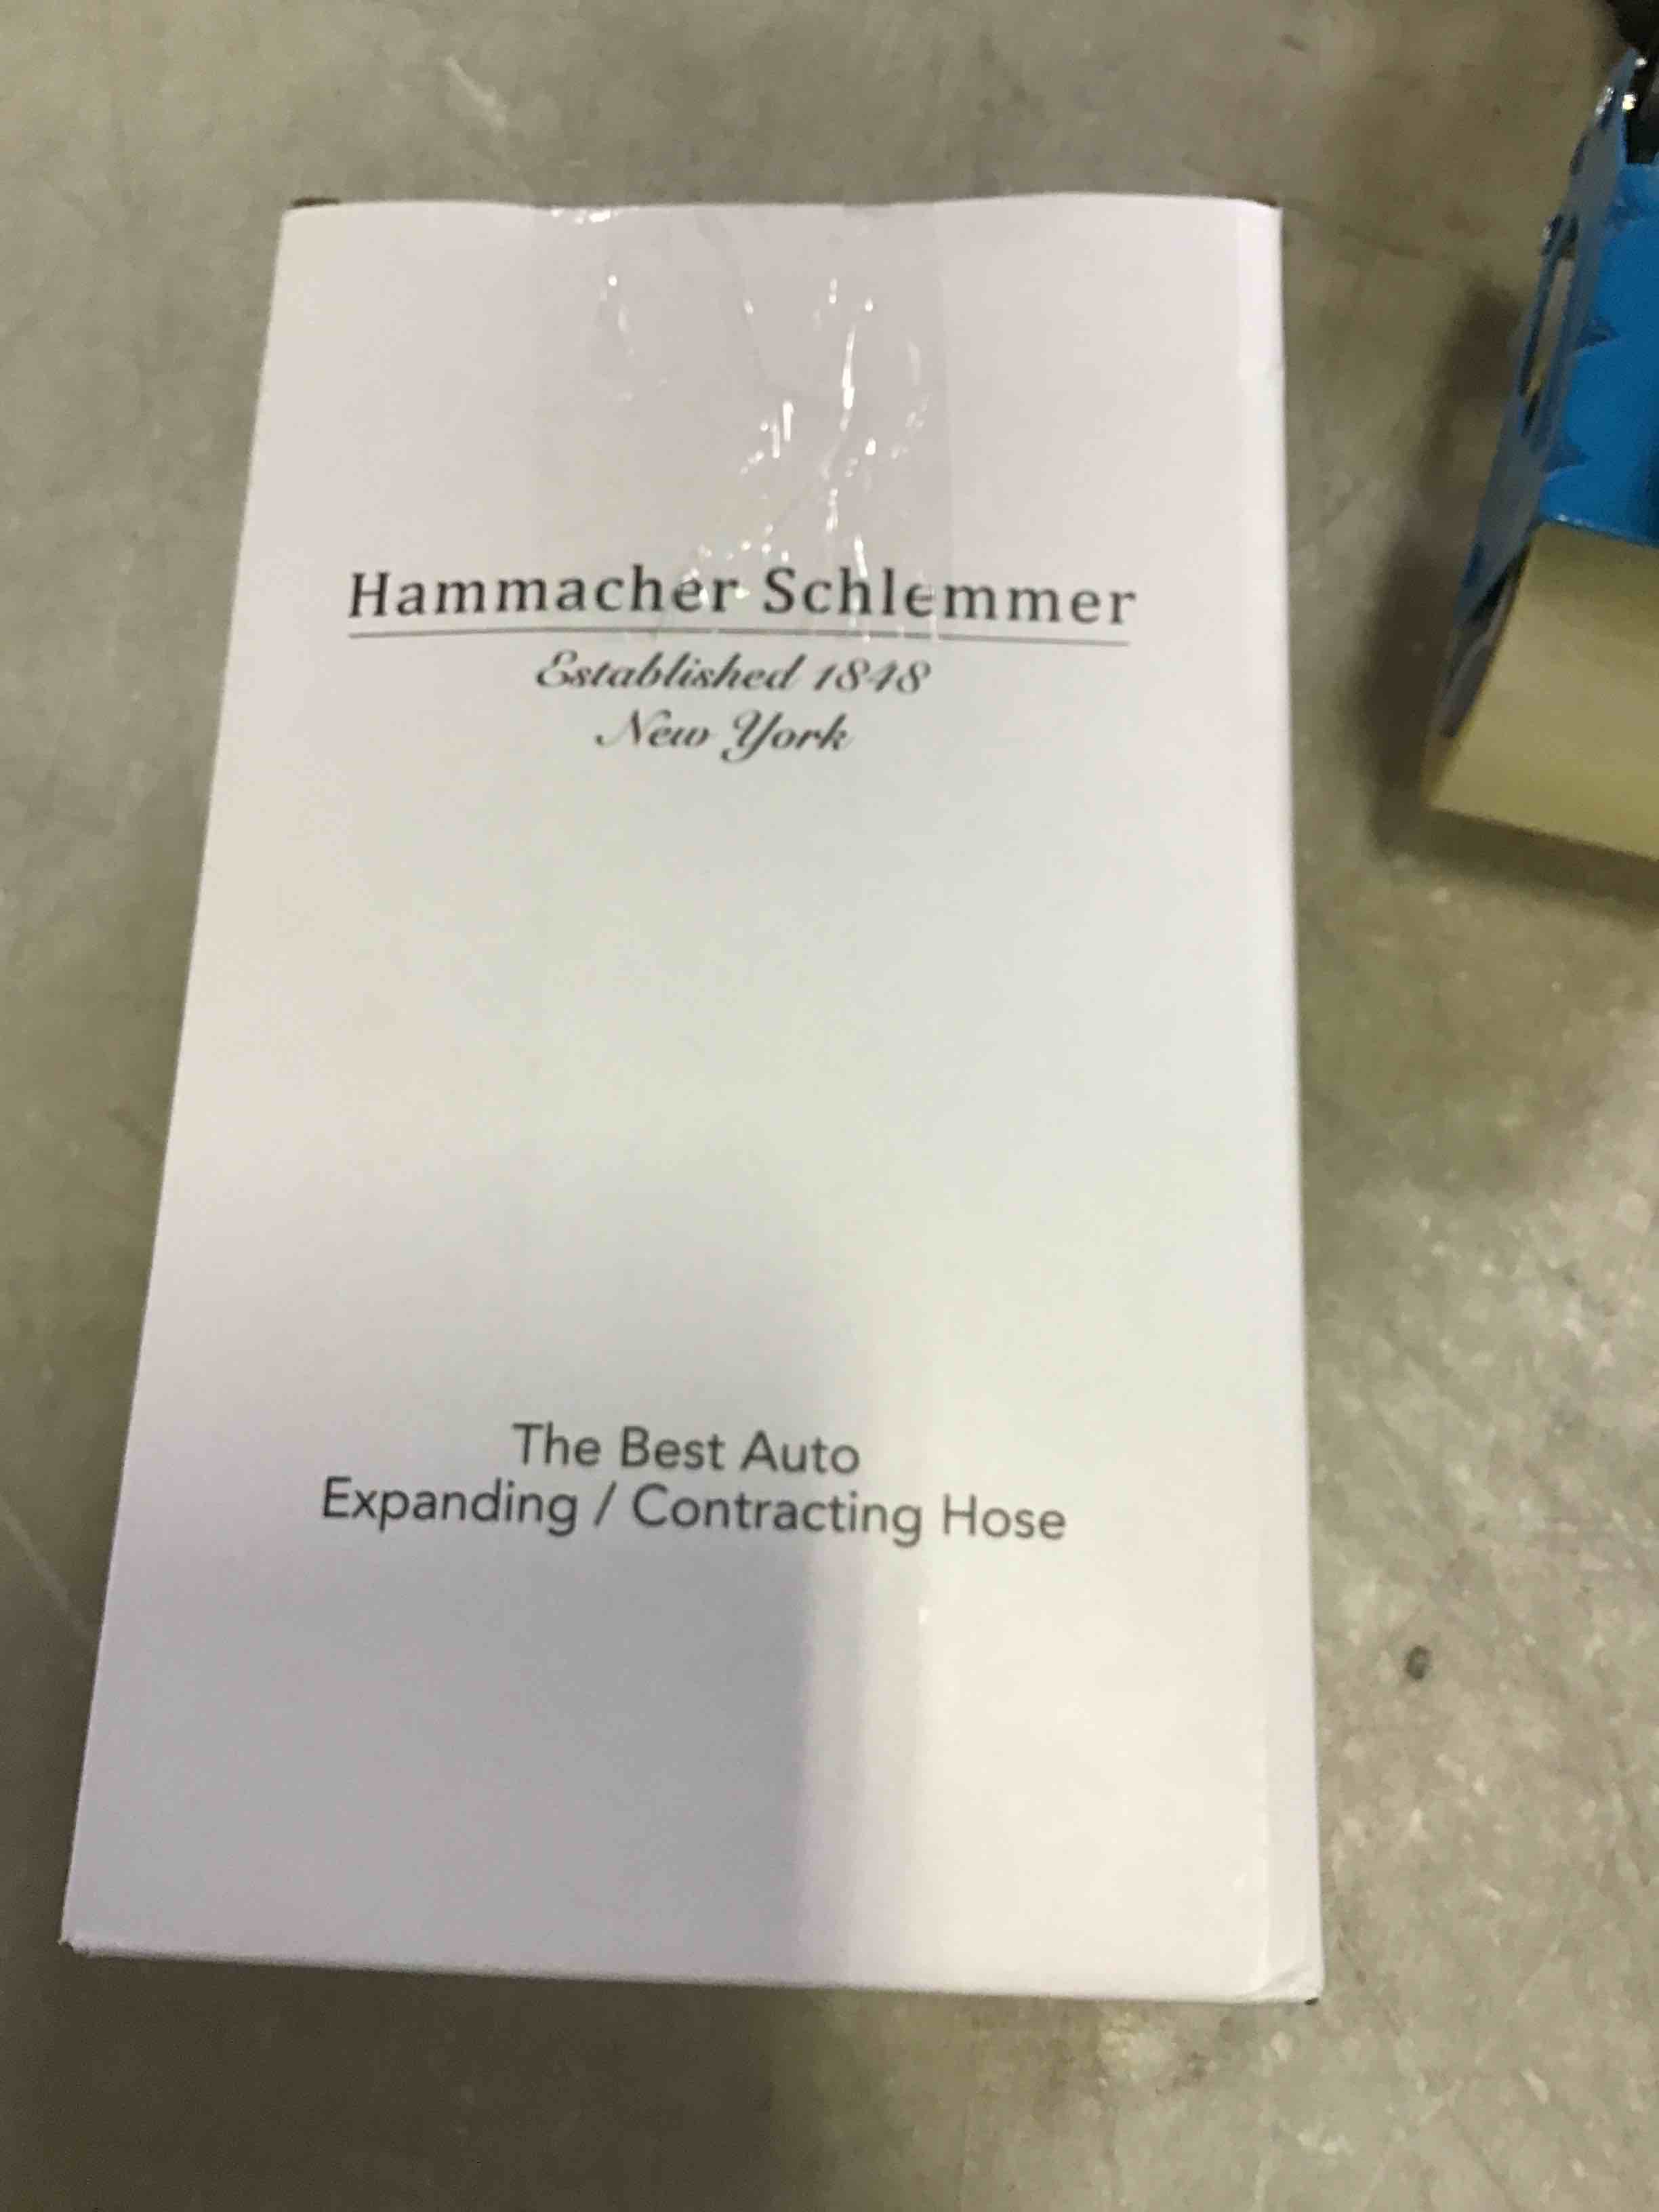 Hammacher Schlemmer
Established 1848
New York
The Best Auto
Expanding / Contracting Hose